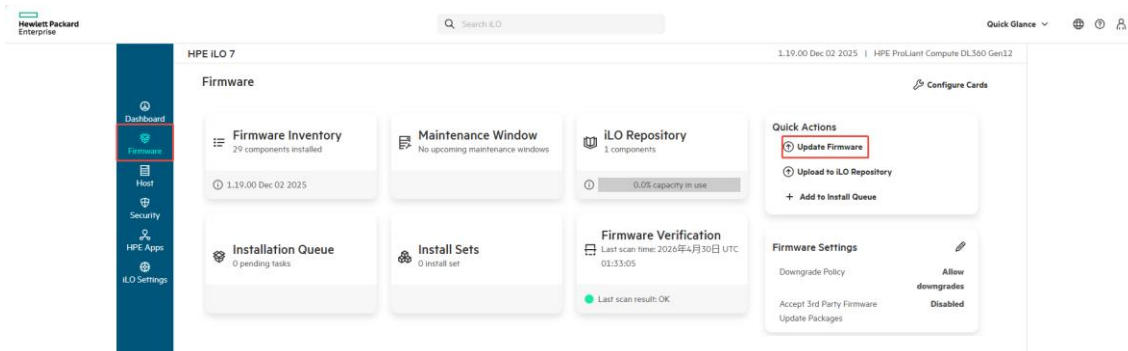 Hewlett Packard
Enterprise
Search iLO
Quick Glance
HPE iLO 7
1.19.00 Dec 02 2025 | HPE ProLiant Compute DL360 Gen12
Firmware
Configure Cards
Dashboard
Firmware
Host
Security
HPE Apps
iLO Settings
Firmware Inventory
29 components installed
1.19.00 Dec 02 2025
Maintenance Window
No upcoming maintenance windows
iLO Repository
1 components
0.0% capacity in use
Quick Actions
Update Firmware
Upload to iLO Repository
+ Add to Install Queue
Installation Queue
0 pending tasks
Install Sets
0 install set
Firmware Verification
Last scan time: 2026年4月30日 UTC
01:33:05
Last scan result: OK
Firmware Settings
Downgrade Policy
Allow
downgrades
Accept 3rd Party Firmware
Update Packages
Disabled